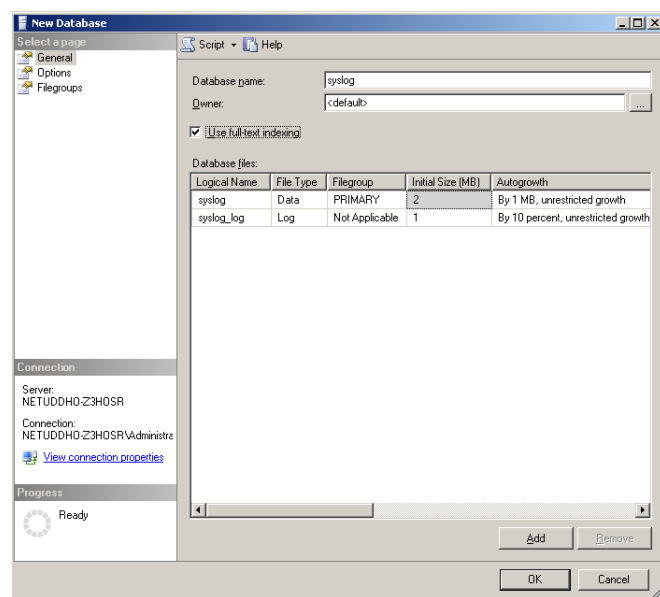 New Database
Select a page
General
Options
Filegroups
Script
Help
Database name:
syslog
Owner:
<default>
...
Use full-text indexing
Database files:
Logical Name File Type Filegroup Initial Size (MB) Autogrowth
syslog Data PRIMARY 2 By 1 MB, unrestricted growth
syslog_log Log Not Applicable 1 By 10 percent, unrestricted growth
Connection
Server:
NETUDDHO-Z3HOSR
Connection:
NETUDDHO-Z3HOSR\Administra
View connection properties
Progress
Ready
Add
Remove
OK
Cancel